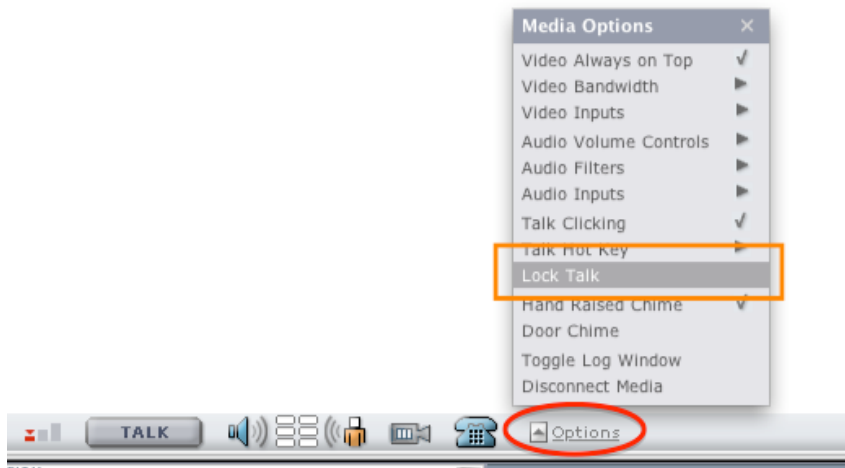 Media Options
Video Always on Top
Video Bandwidth
Video Inputs
Audio Volume Controls
Audio Filters
Audio Inputs
Talk Clicking
Talk Hot Key
Lock Talk
Hand Raised Chime
Door Chime
Toggle Log Window
Disconnect Media
TALK
Options